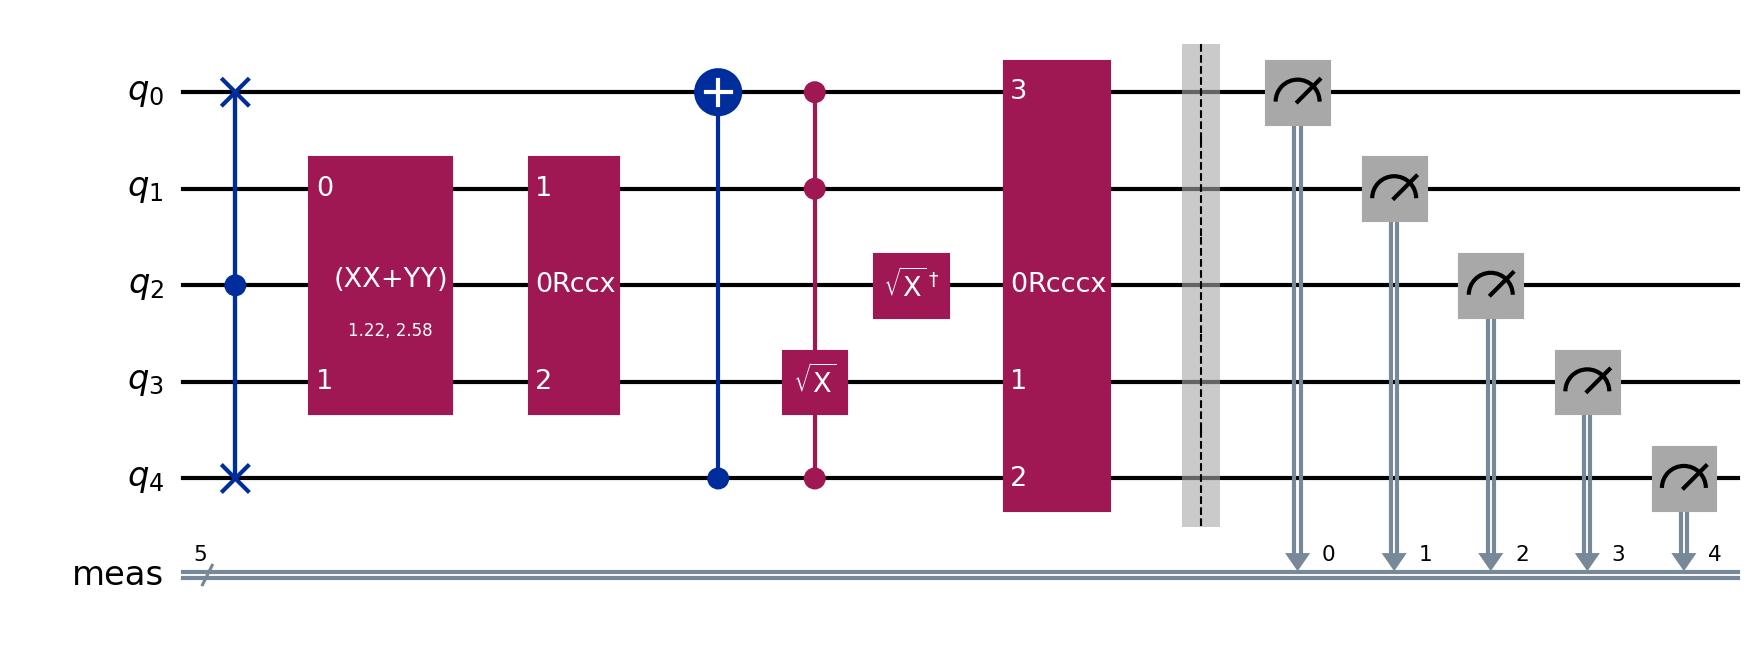 q0 3
q1 0 1
q2 (XX+YY) 0Rccx √X† 0Rcccx
1.22, 2.58
q3 1 2 √X 1
q4 2
5 0 1 2 3 4
meas